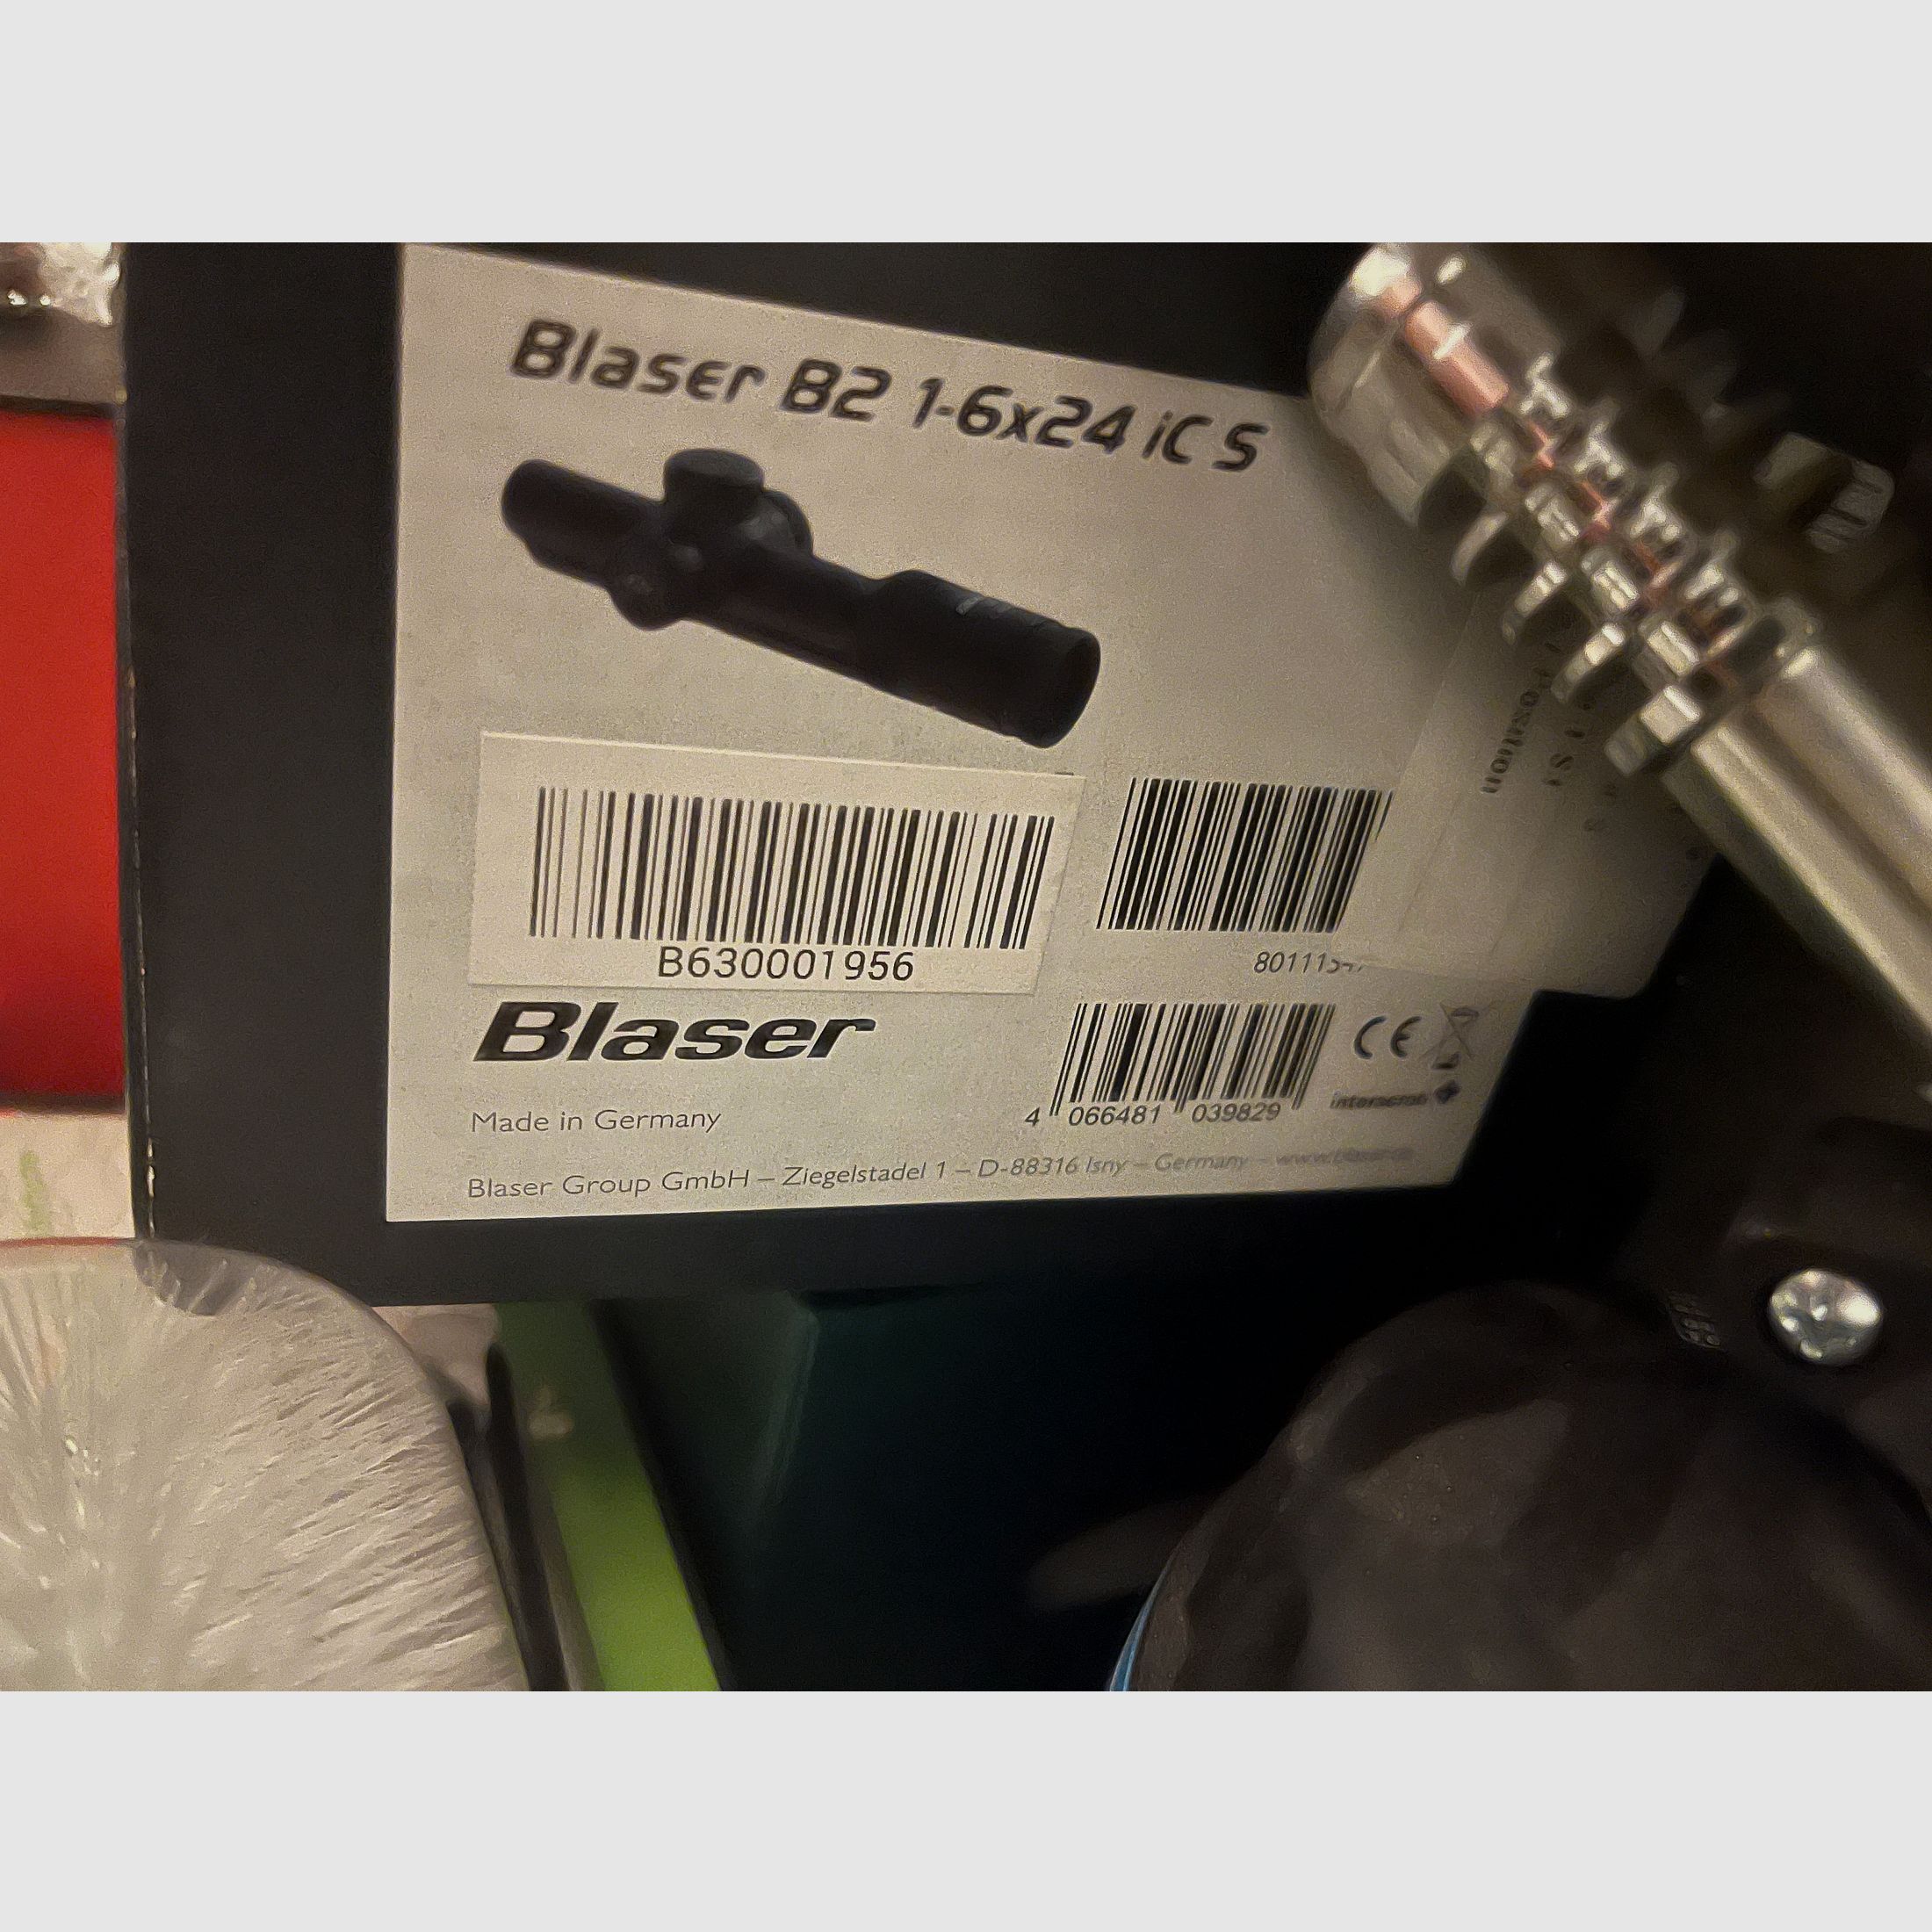 Blaser B2 1-6x24 iC S
B630001956
Blaser
4 066481 039829
CE
Made in Germany
Blaser Group GmbH – Ziegelstadel 1 – D-88316 Isny – Germany –